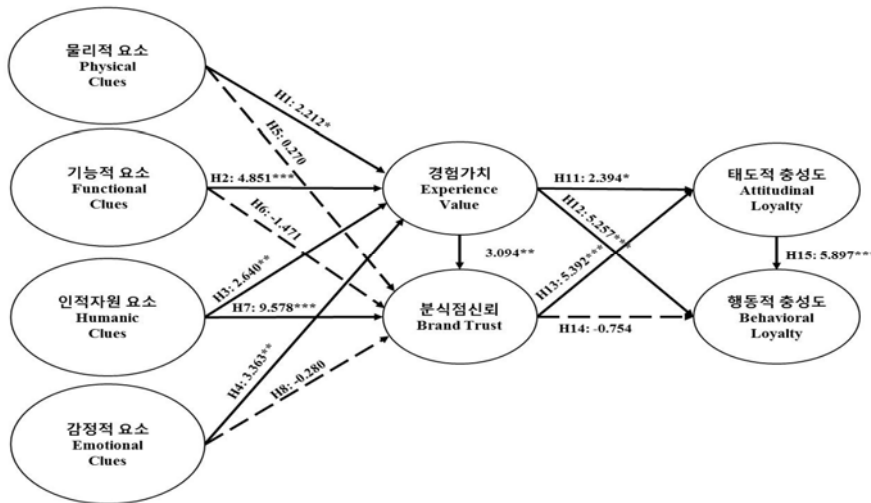 물리적 요소
Physical
Clues
H1: 2.212*
H5: 0.270
기능적 요소
Functional
Clues
H2: 4.851***
H6: -1.471
경험가치
Experience
Value
H11: 2.394*
H12: 5.257***
태도적 충성도
Attitudinal
Loyalty
3.094**
H15: 5.897***
인적자원 요소
Humanic
Clues
H3: 2.640**
H7: 9.578***
분식점신뢰
Brand Trust
H13: 5.392***
H14: -0.754
행동적 충성도
Behavioral
Loyalty
감정적 요소
Emotional
Clues
H4: 3.363**
H8: -0.280